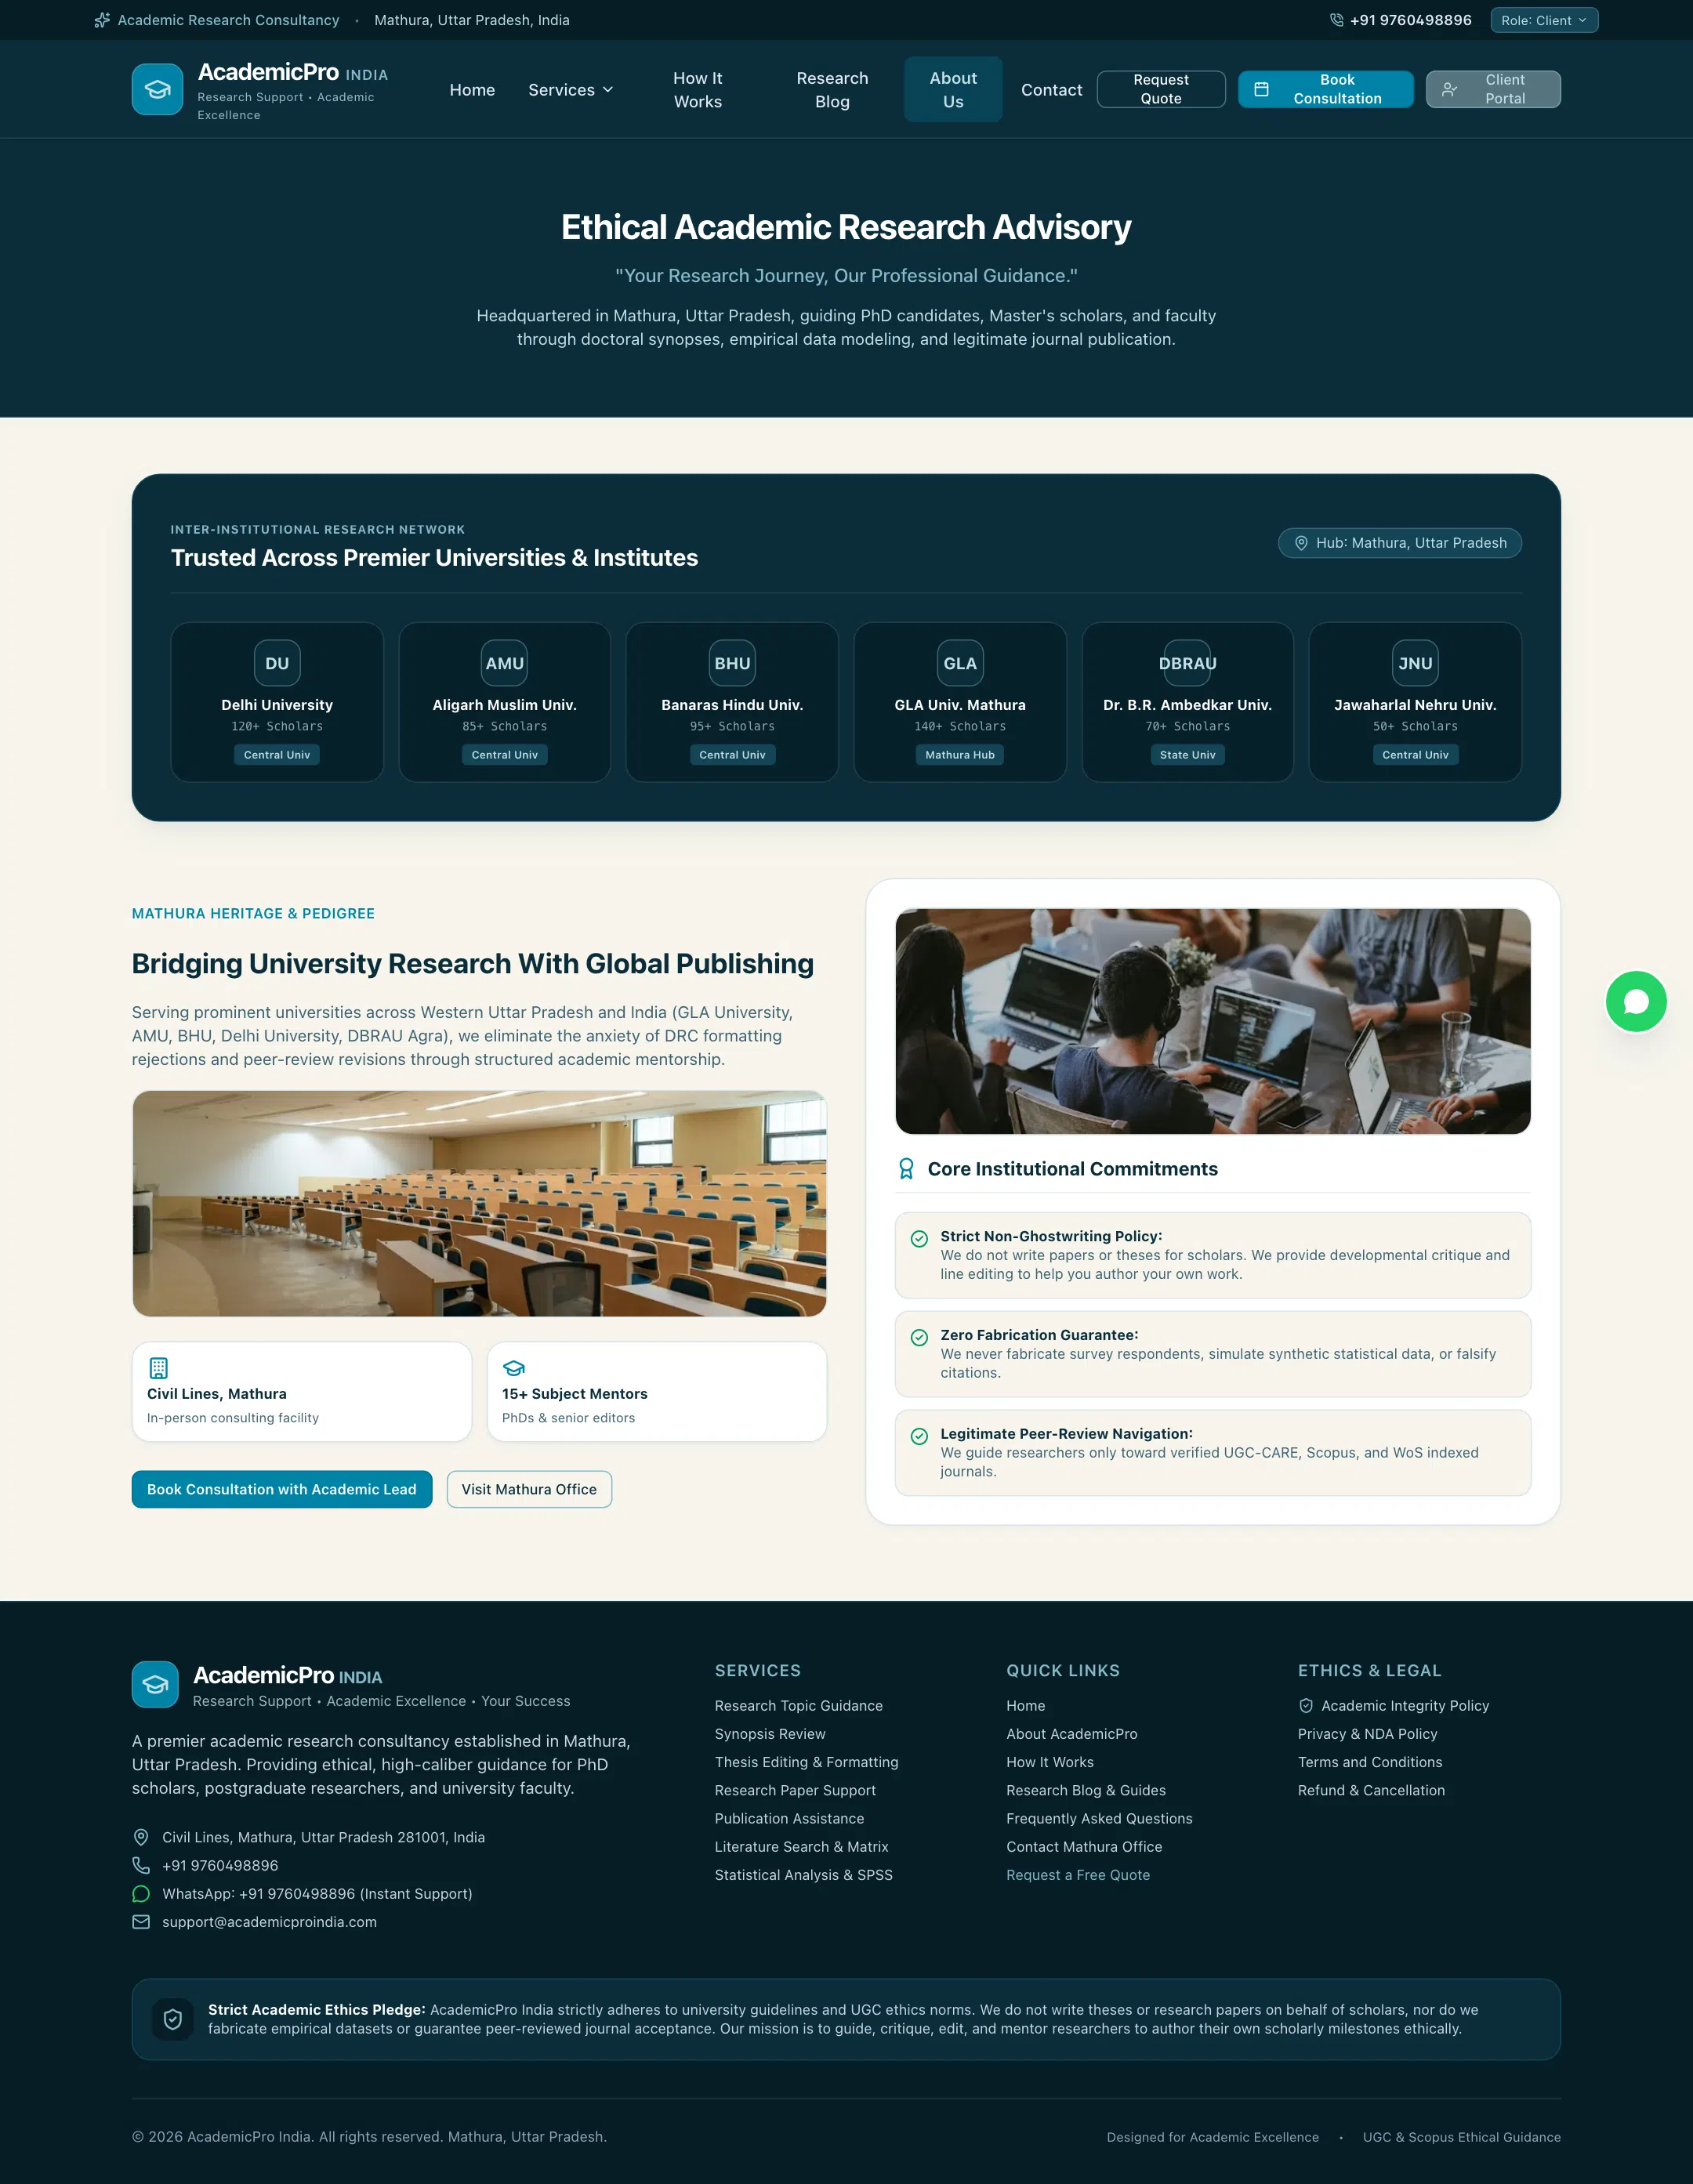 Academic Research Consultancy • Mathura, Uttar Pradesh, India
+91 9760498896
Role: Client
AcademicPro INDIA
Research Support • Academic
Excellence
Home
Services
How It
Works
Research
Blog
About
Us
Contact
Request
Quote
Book
Consultation
Client
Portal
Ethical Academic Research Advisory
"Your Research Journey, Our Professional Guidance."
Headquartered in Mathura, Uttar Pradesh, guiding PhD candidates, Master's scholars, and faculty
through doctoral synopses, empirical data modeling, and legitimate journal publication.
INTER-INSTITUTIONAL RESEARCH NETWORK
Trusted Across Premier Universities & Institutes
Hub: Mathura, Uttar Pradesh
DU
Delhi University
120+ Scholars
Central Univ
AMU
Aligarh Muslim Univ.
85+ Scholars
Central Univ
BHU
Banaras Hindu Univ.
95+ Scholars
Central Univ
GLA
GLA Univ. Mathura
140+ Scholars
Mathura Hub
DBRAU
Dr. B.R. Ambedkar Univ.
70+ Scholars
State Univ
JNU
Jawaharlal Nehru Univ.
50+ Scholars
Central Univ
MATHURA HERITAGE & PEDIGREE
Bridging University Research With Global Publishing
Serving prominent universities across Western Uttar Pradesh and India (GLA University,
AMU, BHU, Delhi University, DBRAU Agra), we eliminate the anxiety of DRC formatting
rejections and peer-review revisions through structured academic mentorship.
Civil Lines, Mathura
In-person consulting facility
15+ Subject Mentors
PhDs & senior editors
Book Consultation with Academic Lead
Visit Mathura Office
Core Institutional Commitments
Strict Non-Ghostwriting Policy:
We do not write papers or theses for scholars. We provide developmental critique and
line editing to help you author your own work.
Zero Fabrication Guarantee:
We never fabricate survey respondents, simulate synthetic statistical data, or falsify
citations.
Legitimate Peer-Review Navigation:
We guide researchers only toward verified UGC-CARE, Scopus, and WoS indexed
journals.
AcademicPro INDIA
Research Support • Academic Excellence • Your Success
A premier academic research consultancy established in Mathura,
Uttar Pradesh. Providing ethical, high-caliber guidance for PhD
scholars, postgraduate researchers, and university faculty.
Civil Lines, Mathura, Uttar Pradesh 281001, India
+91 9760498896
WhatsApp: +91 9760498896 (Instant Support)
support@academicproindia.com
SERVICES
Research Topic Guidance
Synopsis Review
Thesis Editing & Formatting
Research Paper Support
Publication Assistance
Literature Search & Matrix
Statistical Analysis & SPSS
QUICK LINKS
Home
About AcademicPro
How It Works
Research Blog & Guides
Frequently Asked Questions
Contact Mathura Office
Request a Free Quote
ETHICS & LEGAL
Academic Integrity Policy
Privacy & NDA Policy
Terms and Conditions
Refund & Cancellation
Strict Academic Ethics Pledge: AcademicPro India strictly adheres to university guidelines and UGC ethics norms. We do not write theses or research papers on behalf of scholars, nor do we
fabricate empirical datasets or guarantee peer-reviewed journal acceptance. Our mission is to guide, critique, edit, and mentor researchers to author their own scholarly milestones ethically.
© 2026 AcademicPro India. All rights reserved. Mathura, Uttar Pradesh.
Designed for Academic Excellence • UGC & Scopus Ethical Guidance